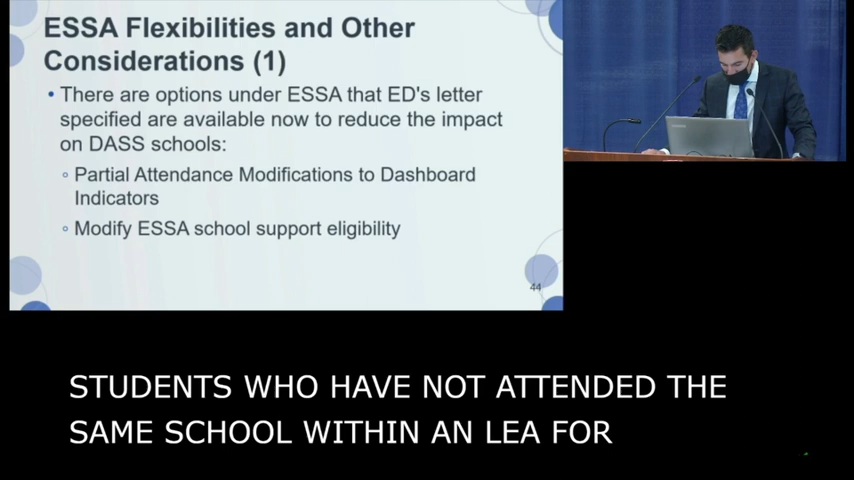 ESSA Flexibilities and Other
Considerations (1)
• There are options under ESSA that ED's letter
specified are available now to reduce the impact
on DASS schools:
◦ Partial Attendance Modifications to Dashboard
Indicators
◦ Modify ESSA school support eligibility
44
STUDENTS WHO HAVE NOT ATTENDED THE
SAME SCHOOL WITHIN AN LEA FOR